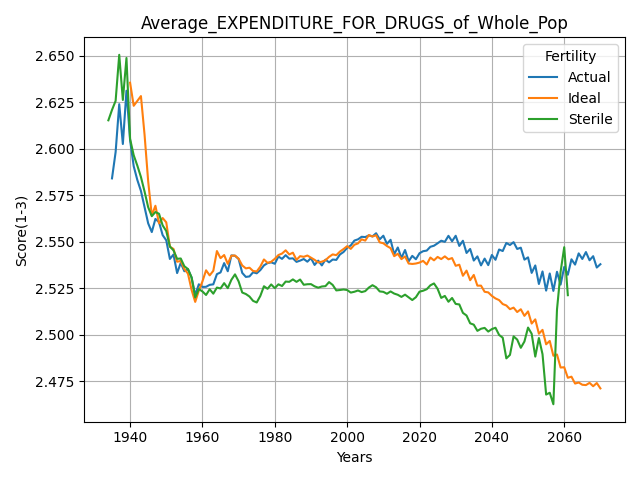 Average_EXPENDITURE_FOR_DRUGS_of_Whole_Pop
Fertility
Actual
Ideal
Sterile
Score(1-3)
2.650
2.625
2.600
2.575
2.550
2.525
2.500
2.475
1940 1960 1980 2000 2020 2040 2060
Years